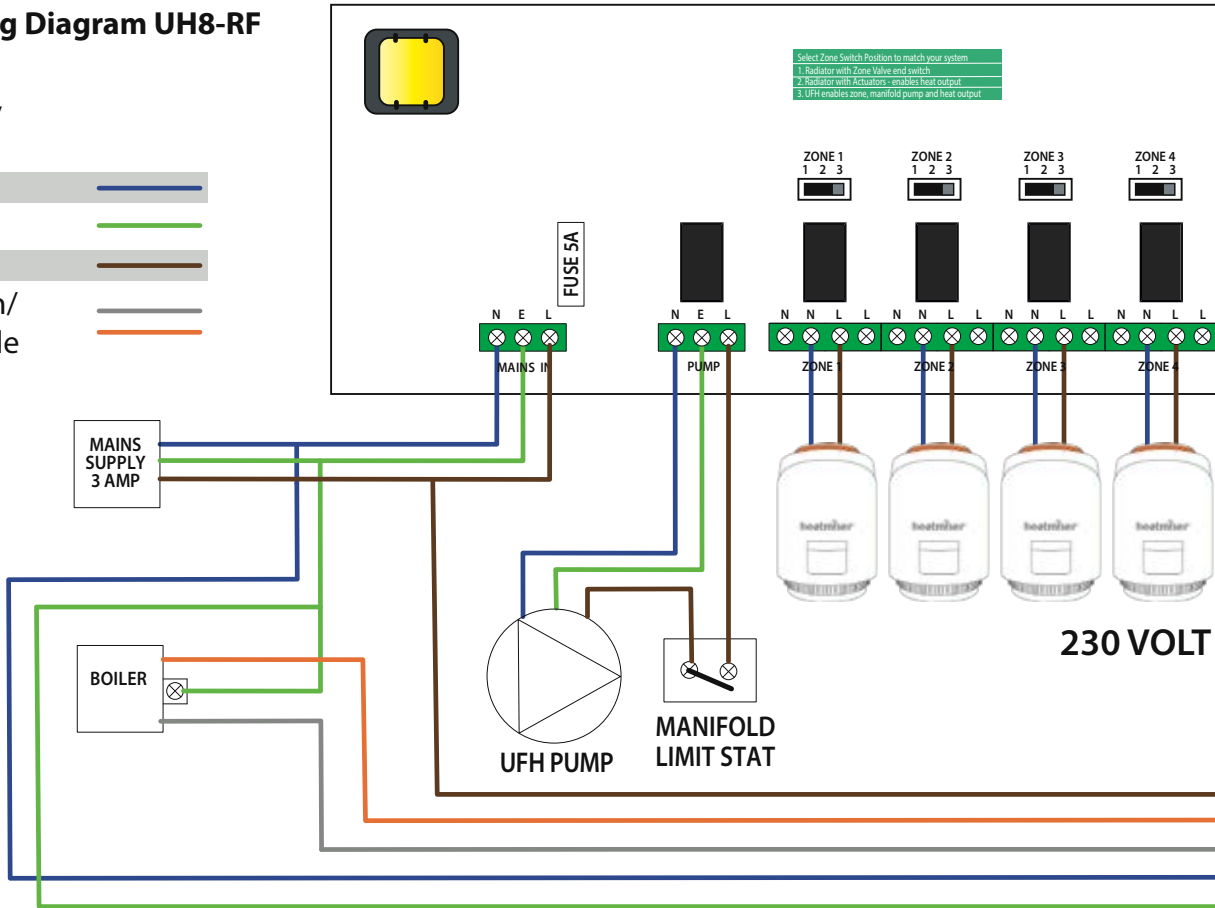 g Diagram UH8-RF
/
n/
le
Select Zone Switch Position to match your system
1. Radiator with Zone Valve end switch
2. Radiator with Actuators - enables heat output
3. UFH enables zone, manifold pump and heat output
ZONE 1
1 2 3
ZONE 2
1 2 3
ZONE 3
1 2 3
ZONE 4
1 2 3
FUSE 5A
N E L
N E L
N N L L
N N L L
N N L L
N N L L
MAINS IN
PUMP
ZONE 1
ZONE 2
ZONE 3
ZONE 4
MAINS
SUPPLY
3 AMP
heatmiser
heatmiser
heatmiser
heatmiser
230 VOLT
BOILER
UFH PUMP
MANIFOLD
LIMIT STAT